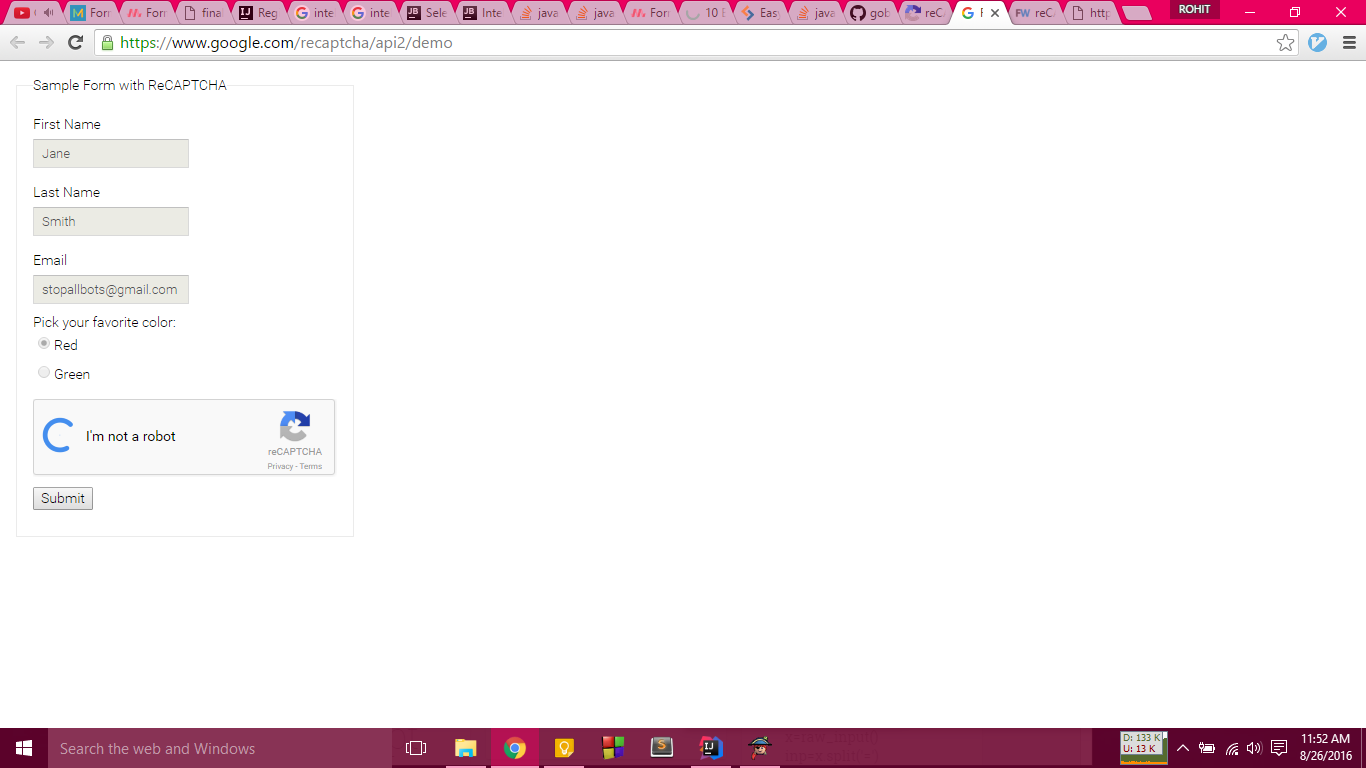 Forr
Forr
fina
Reg
inte
inte
Sele
Inte
java
java
Forr
10 E
Easy
java
gob
reC
reC
http
ROHIT
https://www.google.com/recaptcha/api2/demo
Sample Form with ReCAPTCHA
First Name
Jane
Last Name
Smith
Email
stopallbots@gmail.com
Pick your favorite color:
Red
Green
I'm not a robot
reCAPTCHA
Privacy - Terms
Submit
Search the web and Windows
D: 133 K
U: 13 K
11:52 AM
8/26/2016